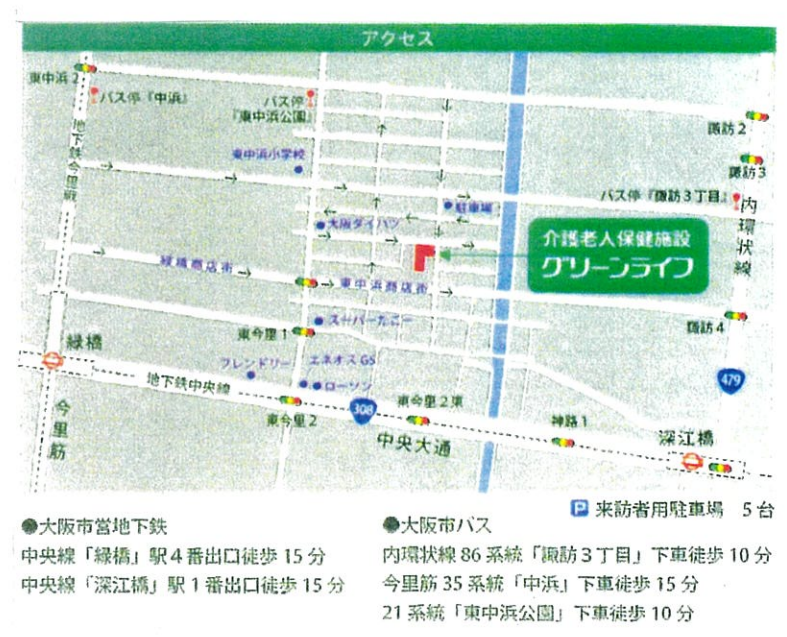 アクセス
東中浜2
バス停『中浜』
バス停
『東中浜公園』
諏訪2
地下鉄今里線
東中浜小学校
諏訪3
バス停『諏訪3丁目』
駐車場
大阪ダイハツ
内環状線
介護老人保健施設
グリーンライフ
緑橋商店街
東中浜商店街
スーパーたこー
東今里1
諏訪4
緑橋
フレンドリー
エネオスGS
ローソン
地下鉄中央線
479
308
東今里2東
東今里2
今里筋
中央大通
神路1
深江橋
P 来訪者用駐車場 5台
●大阪市営地下鉄
中央線「緑橋」駅4番出口徒歩15分
中央線「深江橋」駅1番出口徒歩15分
●大阪市バス
内環状線86系統「諏訪3丁目」下車徒歩10分
今里筋35系統「中浜」下車徒歩15分
21系統「東中浜公園」下車徒歩10分